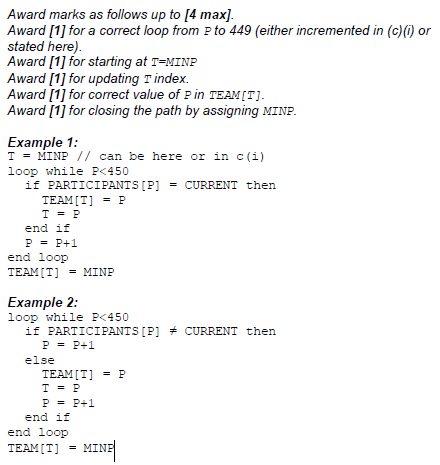 Award marks as follows up to [4 max].
Award [1] for a correct loop from P to 449 (either incremented in (c)(i) or
stated here).
Award [1] for starting at T=MINP
Award [1] for updating T index.
Award [1] for correct value of P in TEAM[T].
Award [1] for closing the path by assigning MINP.
Example 1:
T = MINP // can be here or in c(i)
loop while P<450
if PARTICIPANTS[P] = CURRENT then
TEAM[T] = P
T = P
end if
P = P+1
end loop
TEAM[T] = MINP
Example 2:
loop while P<450
if PARTICIPANTS[P] ≠ CURRENT then
P = P+1
else
TEAM[T] = P
T = P
P = P+1
end if
end loop
TEAM[T] = MINP